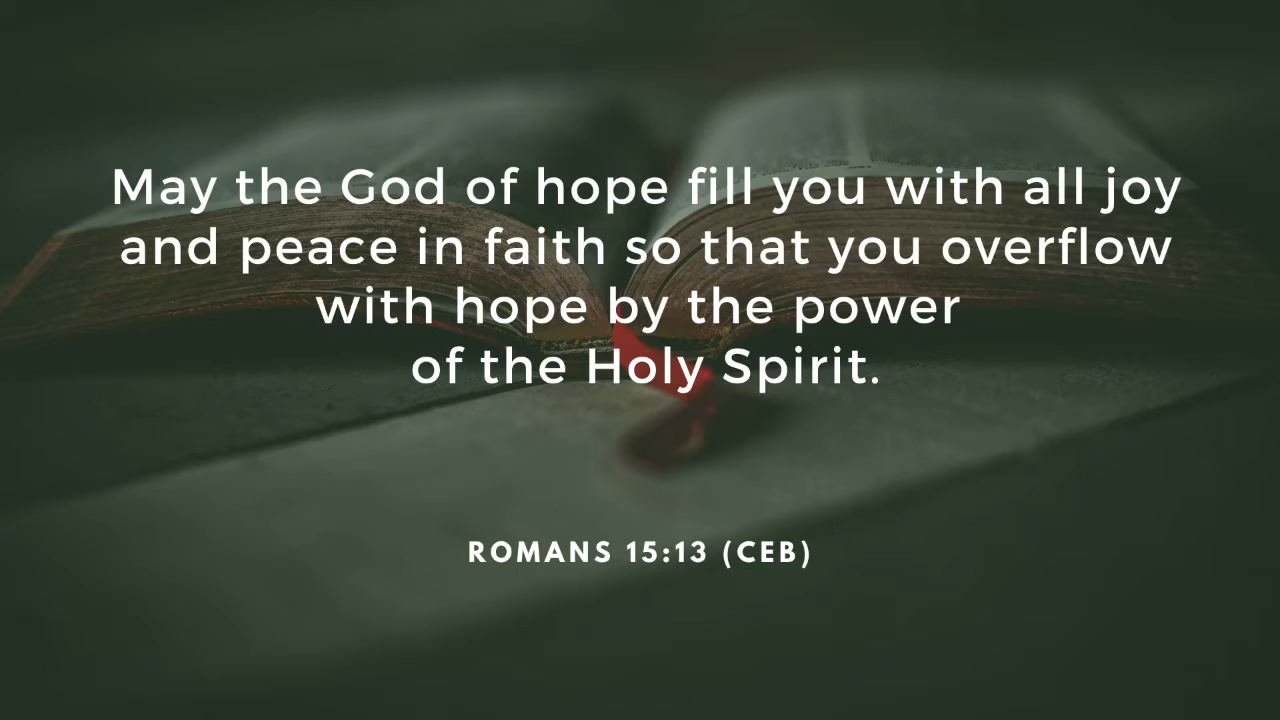 May the God of hope fill you with all joy
and peace in faith so that you overflow
with hope by the power
of the Holy Spirit.
ROMANS 15:13 (CEB)